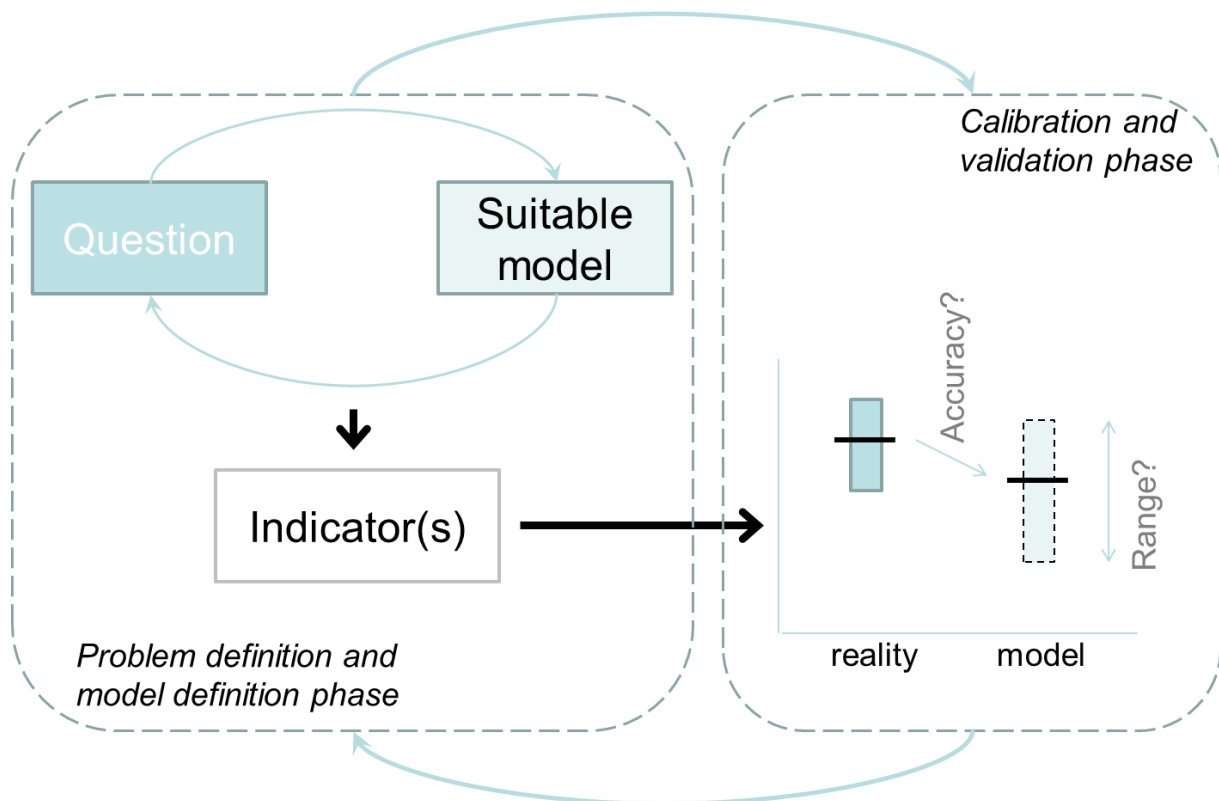 Calibration and
validation phase
Question
Suitable
model
Accuracy?
Range?
Indicator(s)
reality
model
Problem definition and
model definition phase